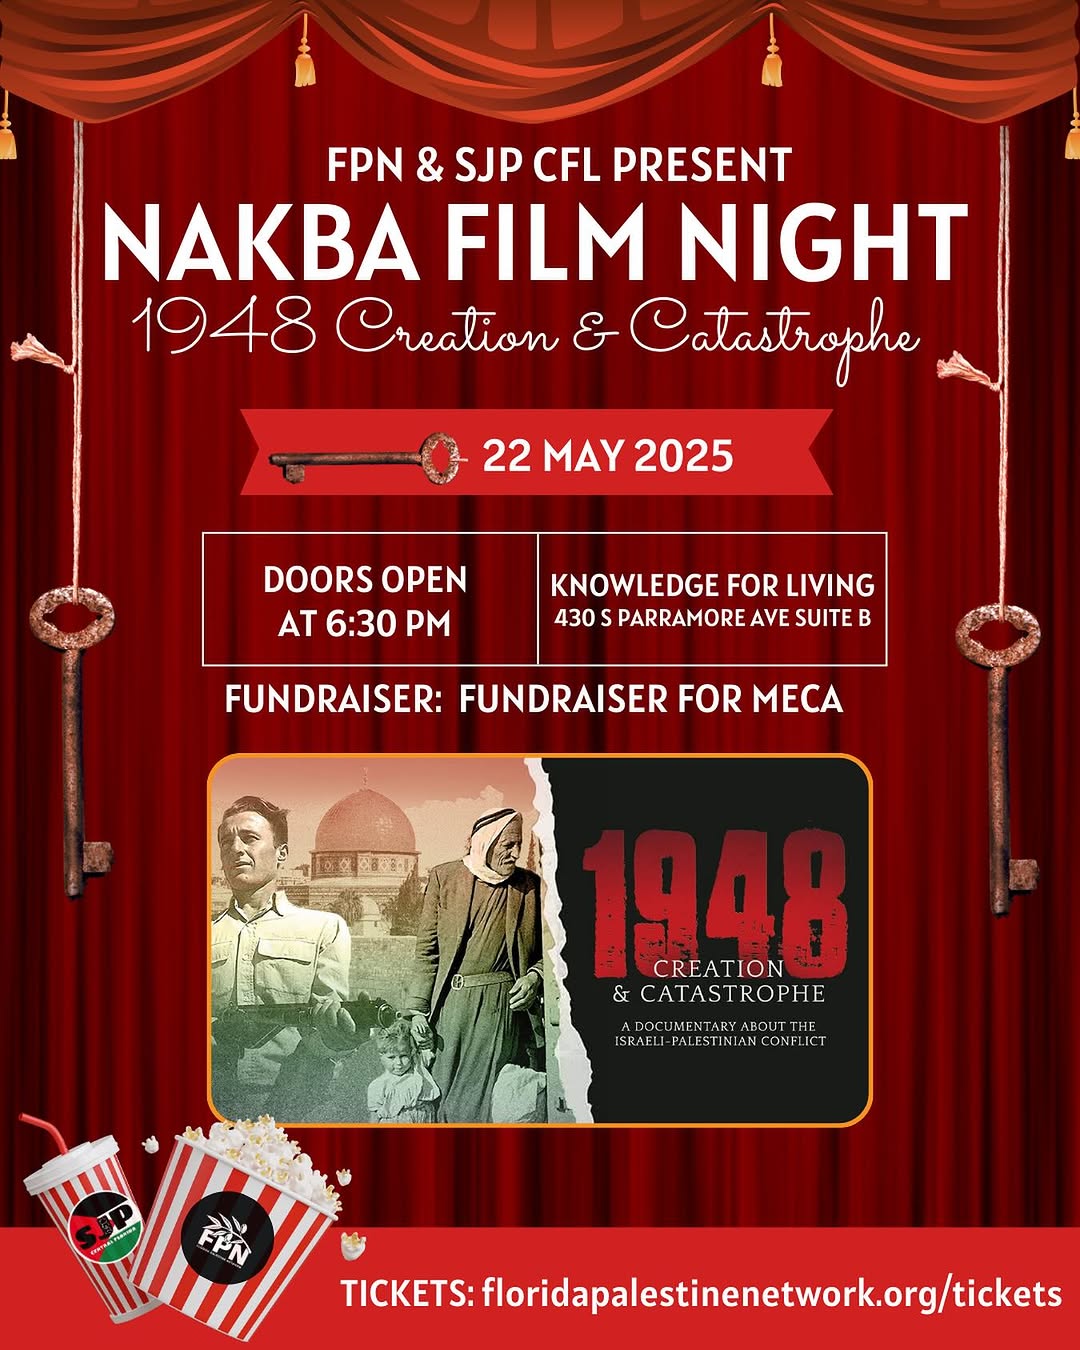 FPN & SJP CFL PRESENT
NAKBA FILM NIGHT
1948 Creation & Catastrophe
22 MAY 2025
DOORS OPEN
AT 6:30 PM
KNOWLEDGE FOR LIVING
430 S PARRAMORE AVE SUITE B
FUNDRAISER: FUNDRAISER FOR MECA
1948
CREATION
& CATASTROPHE
A DOCUMENTARY ABOUT THE
ISRAELI-PALESTINIAN CONFLICT
SJP
CENTRAL FLORIDA
FPN
TICKETS: floridapalestinenetwork.org/tickets